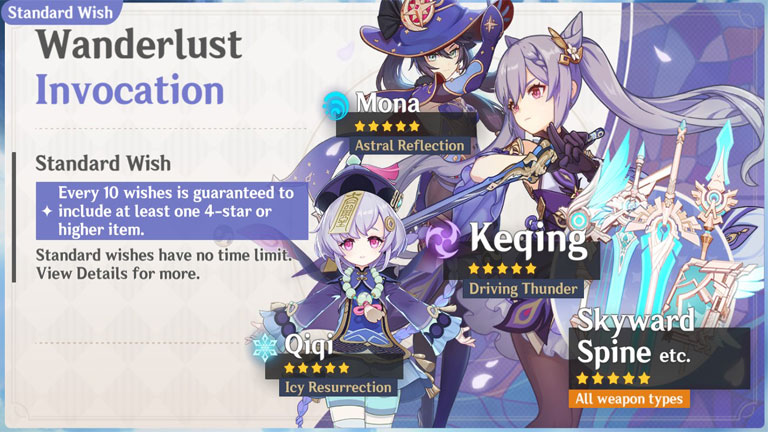 Standard Wish
Wanderlust
Invocation
Standard Wish
Every 10 wishes is guaranteed to
include at least one 4-star or
higher item.
Standard wishes have no time limit.
View Details for more.
Mona
Astral Reflection
Keqing
Driving Thunder
Qiqi
Icy Resurrection
Skyward
Spine etc.
All weapon types